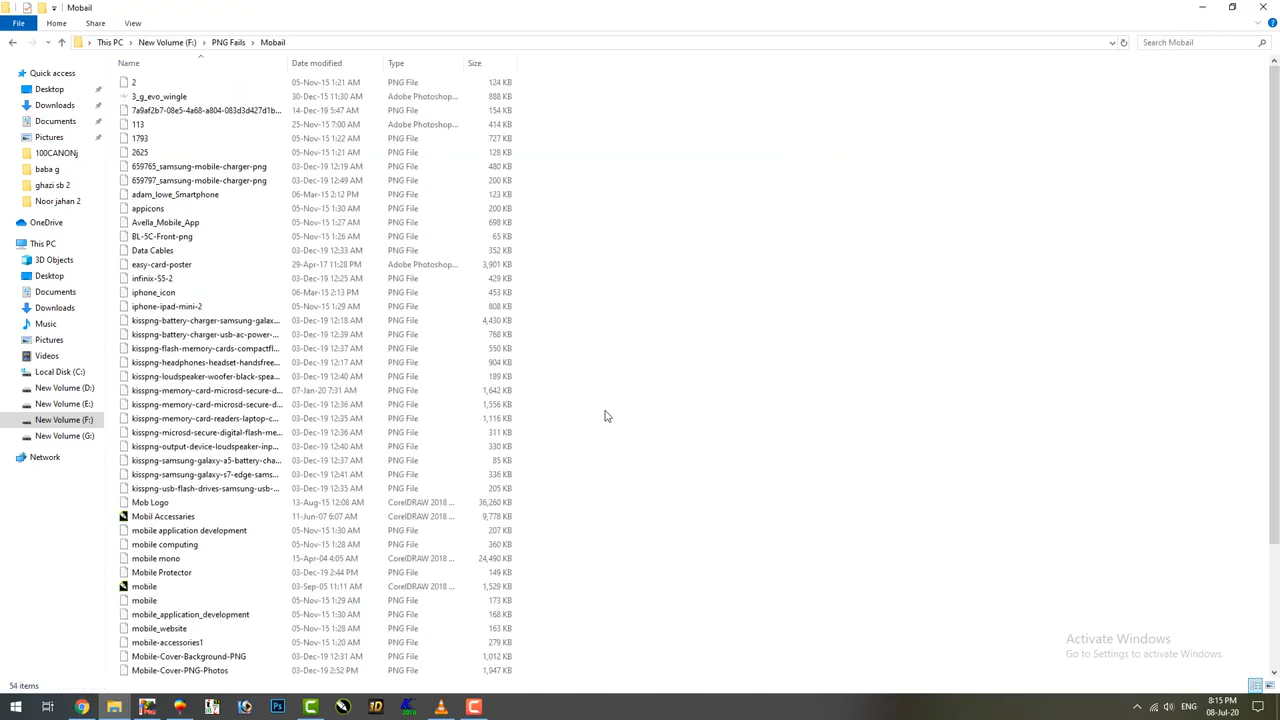 Mobail
File Home Share View
This PC New Volume (F:) PNG Fails Mobail
Search Mobail
Name Date modified Type Size
Quick access
Desktop
Downloads
Documents
Pictures
100CANONj
baba g
ghazi sb 2
Noor jahan 2
OneDrive
This PC
3D Objects
Desktop
Documents
Downloads
Music
Pictures
Videos
Local Disk (C:)
New Volume (D:)
New Volume (E:)
New Volume (F:)
New Volume (G:)
Network
2 05-Nov-15 1:21 AM PNG File 124 KB
3_g_evo_wingle 30-Dec-15 11:30 AM Adobe Photoshop... 888 KB
7a9af2b7-08e5-4a68-a804-083d3d427d1b... 14-Dec-19 5:47 AM PNG File 154 KB
113 25-Nov-15 7:00 AM Adobe Photoshop... 414 KB
1793 05-Nov-15 1:22 AM PNG File 727 KB
2625 05-Nov-15 1:21 AM PNG File 128 KB
659765_samsung-mobile-charger-png 03-Dec-19 12:19 AM PNG File 480 KB
659797_samsung-mobile-charger-png 03-Dec-19 12:49 AM PNG File 200 KB
adam_lowe_Smartphone 06-Mar-15 2:12 PM PNG File 123 KB
appicons 05-Nov-15 1:30 AM PNG File 200 KB
Avella_Mobile_App 05-Nov-15 1:27 AM PNG File 698 KB
BL-5C-Front-png 05-Nov-15 1:26 AM PNG File 65 KB
Data Cables 03-Dec-19 12:33 AM PNG File 352 KB
easy-card-poster 29-Apr-17 11:28 PM Adobe Photoshop... 3,901 KB
infinix-S5-2 03-Dec-19 12:25 AM PNG File 429 KB
iphone_icon 06-Mar-15 2:13 PM PNG File 453 KB
iphone-ipad-mini-2 05-Nov-15 1:29 AM PNG File 808 KB
kisspng-battery-charger-samsung-galax... 03-Dec-19 12:18 AM PNG File 4,430 KB
kisspng-battery-charger-usb-ac-power-... 03-Dec-19 12:39 AM PNG File 768 KB
kisspng-flash-memory-cards-compactfl... 03-Dec-19 12:37 AM PNG File 550 KB
kisspng-headphones-headset-handsfree... 03-Dec-19 12:17 AM PNG File 904 KB
kisspng-loudspeaker-woofer-black-spea... 03-Dec-19 12:40 AM PNG File 189 KB
kisspng-memory-card-microsd-secure-d... 07-Jan-20 7:31 AM PNG File 1,642 KB
kisspng-memory-card-microsd-secure-d... 03-Dec-19 12:36 AM PNG File 1,556 KB
kisspng-memory-card-readers-laptop-c... 03-Dec-19 12:35 AM PNG File 1,116 KB
kisspng-microsd-secure-digital-flash-me... 03-Dec-19 12:36 AM PNG File 311 KB
kisspng-output-device-loudspeaker-inp... 03-Dec-19 12:40 AM PNG File 330 KB
kisspng-samsung-galaxy-a5-battery-cha... 03-Dec-19 12:37 AM PNG File 85 KB
kisspng-samsung-galaxy-s7-edge-sams... 03-Dec-19 12:41 AM PNG File 336 KB
kisspng-usb-flash-drives-samsung-usb-... 03-Dec-19 12:35 AM PNG File 205 KB
Mob Logo 13-Aug-15 12:08 AM CorelDRAW 2018 ... 36,260 KB
Mobil Accessaries 11-Jun-07 6:07 AM CorelDRAW 2018 ... 9,778 KB
mobile application development 05-Nov-15 1:30 AM PNG File 207 KB
mobile computing 05-Nov-15 1:28 AM PNG File 360 KB
mobile mono 15-Apr-04 4:05 AM CorelDRAW 2018 ... 24,490 KB
Mobile Protector 03-Dec-19 2:44 PM PNG File 149 KB
mobile 03-Sep-05 11:11 AM CorelDRAW 2018 ... 1,529 KB
mobile 05-Nov-15 1:29 AM PNG File 173 KB
mobile_application_development 05-Nov-15 1:30 AM PNG File 168 KB
mobile_website 05-Nov-15 1:28 AM PNG File 163 KB
mobile-accessories1 05-Nov-15 1:20 AM PNG File 279 KB
Mobile-Cover-Background-PNG 03-Dec-19 12:31 AM PNG File 1,012 KB
Mobile-Cover-PNG-Photos 03-Dec-19 2:52 PM PNG File 1,947 KB
Activate Windows
Go to Settings to activate Windows.
54 items
Ps 3D 2010 ENG 8:15 PM
08-Jul-20